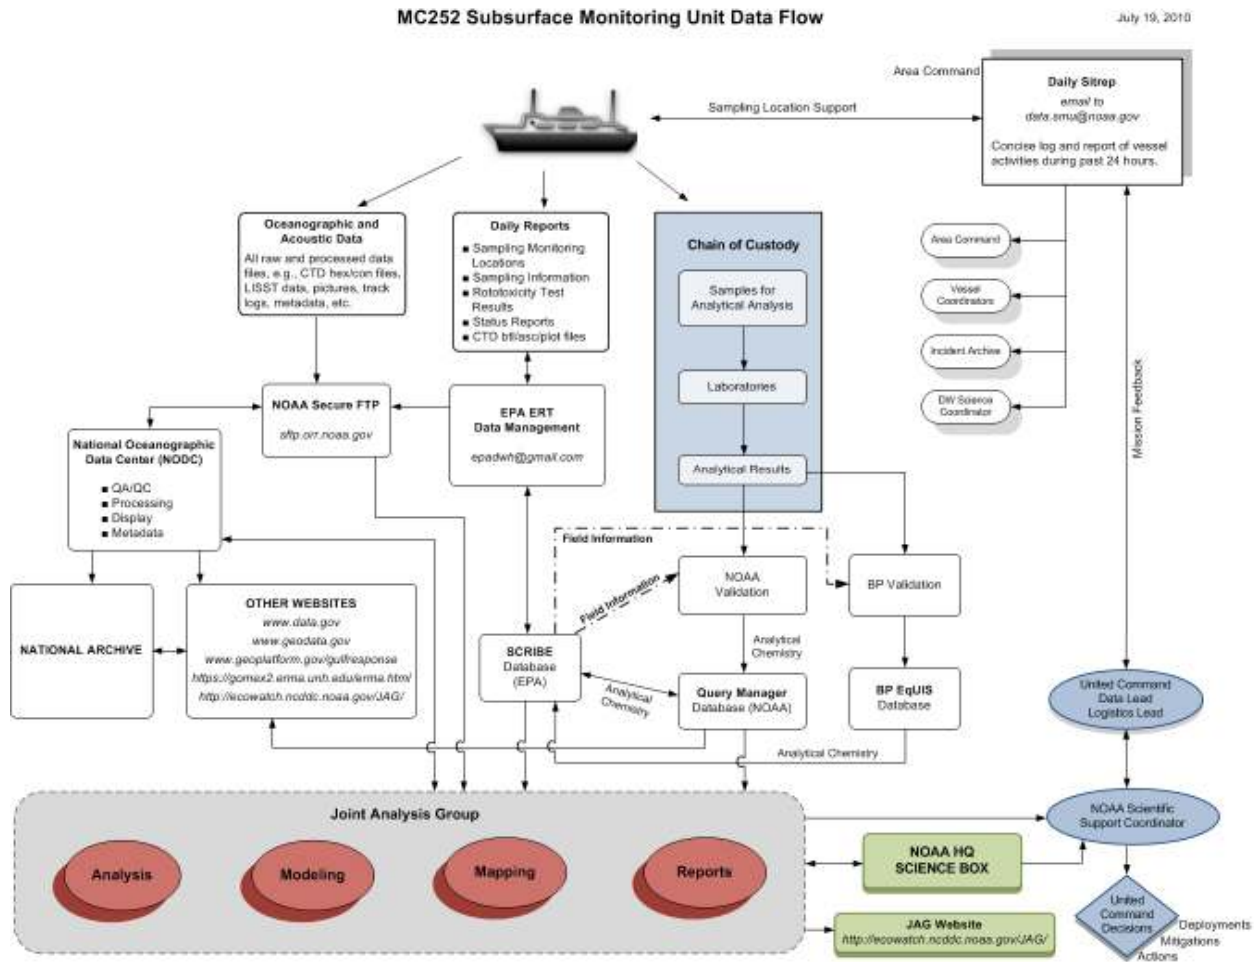 MC252 Subsurface Monitoring Unit Data Flow
July 19, 2010
Area Command
Daily Sitrep
email to
data.smu@noaa.gov
Concise log and report of vessel
activities during past 24 hours.
Sampling Location Support
Oceanographic and
Acoustic Data
All raw and processed data
files, e.g., CTD hex/con files,
LISST data, pictures, track
logs, metadata, etc.
Daily Reports
■ Sampling Monitoring
Locations
■ Sampling Information
■ Rototoxicity Test
Results
■ Status Reports
■ CTD btl/asc/plot files
Chain of Custody
Samples for
Analytical Analysis
Laboratories
Analytical Results
Area Command
Vessel
Coordinators
Incident Archive
DW Science
Coordinator
Mission Feedback
NOAA Secure FTP
sftp.orr.noaa.gov
EPA ERT
Data Management
epadwh@gmail.com
National Oceanographic
Data Center (NODC)
■ QA/QC
■ Processing
■ Display
■ Metadata
Field Information
Field Information
NOAA
Validation
BP Validation
NATIONAL ARCHIVE
OTHER WEBSITES
www.data.gov
www.geodata.gov
www.geoplatform.gov/gulfresponse
https://gomex2.erma.unh.edu/erma.html
http://ecowatch.ncddc.noaa.gov/JAG/
SCRIBE
Database
(EPA)
Analytical
Chemistry
Analytical
Chemistry
Query Manager
Database (NOAA)
BP EqUIS
Database
Analytical Chemistry
United Command
Data Lead
Logistics Lead
Joint Analysis Group
Analysis
Modeling
Mapping
Reports
NOAA Scientific
Support Coordinator
NOAA HQ
SCIENCE BOX
JAG Website
http://ecowatch.ncddc.noaa.gov/JAG/
United
Command
Decisions
Deployments
Mitigations
Actions